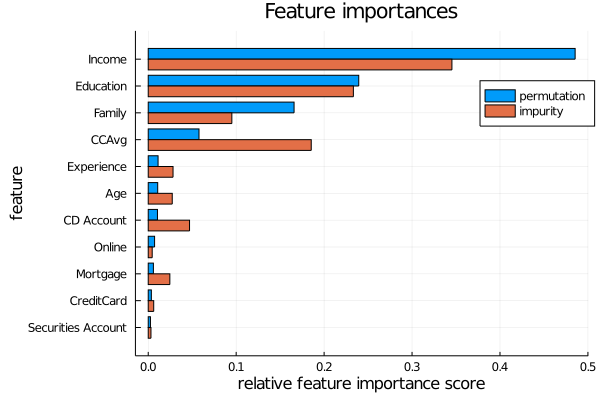 Feature importances
Income
Education
Family
CCAvg
Experience
Age
CD Account
Online
Mortgage
CreditCard
Securities Account
feature
permutation
impurity
0.0 0.1 0.2 0.3 0.4 0.5
relative feature importance score